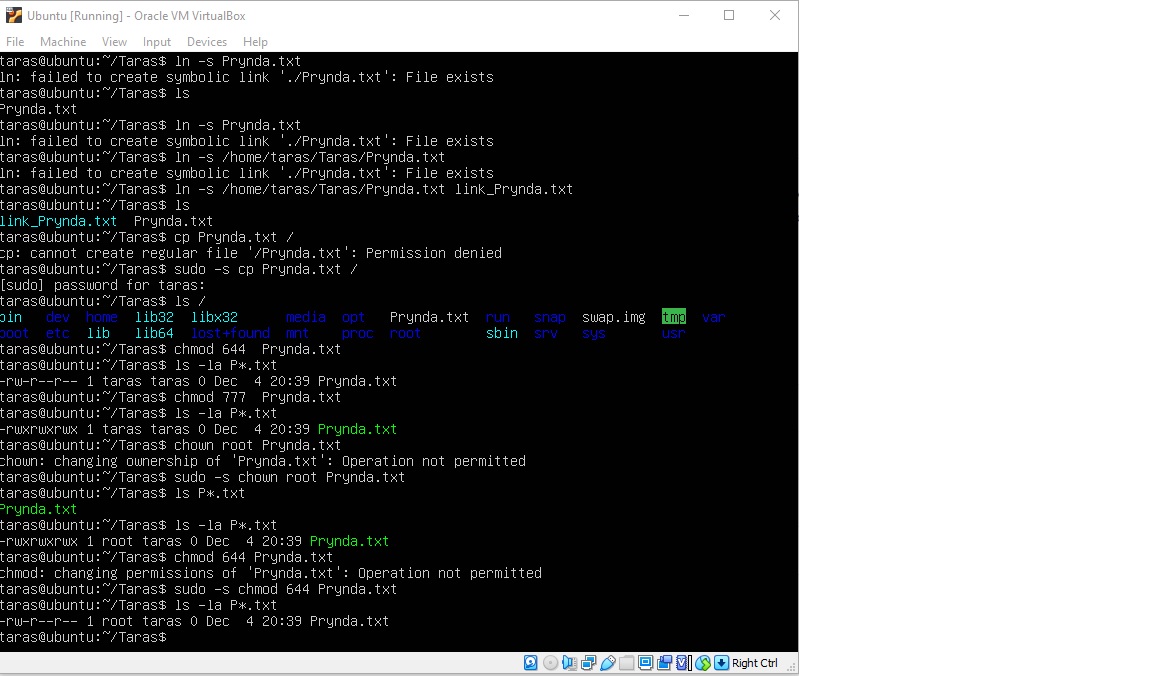 Ubuntu [Running] - Oracle VM VirtualBox
File Machine View Input Devices Help
taras@ubuntu:~/Taras$ ln -s Prynda.txt
ln: failed to create symbolic link './Prynda.txt': File exists
taras@ubuntu:~/Taras$ ls
Prynda.txt
taras@ubuntu:~/Taras$ ln -s Prynda.txt
ln: failed to create symbolic link './Prynda.txt': File exists
taras@ubuntu:~/Taras$ ln -s /home/taras/Taras/Prynda.txt
ln: failed to create symbolic link './Prynda.txt': File exists
taras@ubuntu:~/Taras$ ln -s /home/taras/Taras/Prynda.txt link_Prynda.txt
taras@ubuntu:~/Taras$ ls
link_Prynda.txt  Prynda.txt
taras@ubuntu:~/Taras$ cp Prynda.txt /
cp: cannot create regular file '/Prynda.txt': Permission denied
taras@ubuntu:~/Taras$ sudo -s cp Prynda.txt /
[sudo] password for taras:
taras@ubuntu:~/Taras$ ls /
bin   dev  home  lib32  libx32      media  opt   Prynda.txt  run   snap  swap.img  tmp  var
boot  etc  lib   lib64  lost+found  mnt    proc  root        sbin  srv   sys       usr
taras@ubuntu:~/Taras$ chmod 644  Prynda.txt
taras@ubuntu:~/Taras$ ls -la P*.txt
-rw-r--r-- 1 taras taras 0 Dec  4 20:39 Prynda.txt
taras@ubuntu:~/Taras$ chmod 777  Prynda.txt
taras@ubuntu:~/Taras$ ls -la P*.txt
-rwxrwxrwx 1 taras taras 0 Dec  4 20:39 Prynda.txt
taras@ubuntu:~/Taras$ chown root Prynda.txt
chown: changing ownership of 'Prynda.txt': Operation not permitted
taras@ubuntu:~/Taras$ sudo -s chown root Prynda.txt
taras@ubuntu:~/Taras$ ls P*.txt
Prynda.txt
taras@ubuntu:~/Taras$ ls -la P*.txt
-rwxrwxrwx 1 root taras 0 Dec  4 20:39 Prynda.txt
taras@ubuntu:~/Taras$ chmod 644 Prynda.txt
chmod: changing permissions of 'Prynda.txt': Operation not permitted
taras@ubuntu:~/Taras$ sudo -s chmod 644 Prynda.txt
taras@ubuntu:~/Taras$ ls -la P*.txt
-rw-r--r-- 1 root taras 0 Dec  4 20:39 Prynda.txt
taras@ubuntu:~/Taras$
Right Ctrl